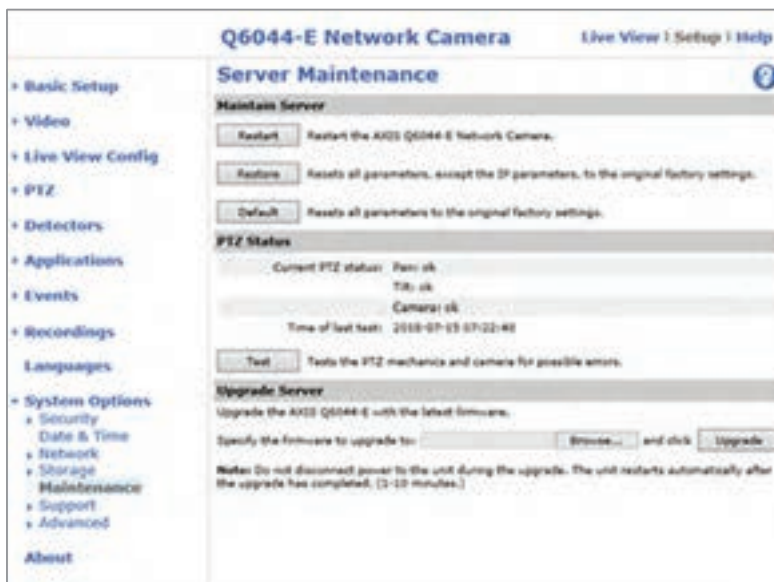 Q6044-E Network Camera
Live View | Setup | Help
Basic Setup
Video
Live View Config
PTZ
Detectors
Applications
Events
Recordings
Languages
System Options
Security
Date & Time
Network
Storage
Maintenance
Support
Advanced
About
Server Maintenance
?
Maintain Server
Restart Restart the AXIS Q6044-E Network Camera.
Restore Resets all parameters, except the IP parameters, to the original factory settings.
Default Resets all parameters to the original factory settings.
PTZ Status
Current PTZ status: Pan: ok
Tilt: ok
Camera: ok
Time of last test: 2010-07-15 07:22:40
Test Tests the PTZ mechanics and camera for possible errors.
Upgrade Server
Upgrade the AXIS Q6044-E with the latest firmware.
Specify the firmware to upgrade to: Browse... and click Upgrade
Note: Do not disconnect power to the unit during the upgrade. The unit restarts automatically after
the upgrade has completed. (1-10 minutes.)